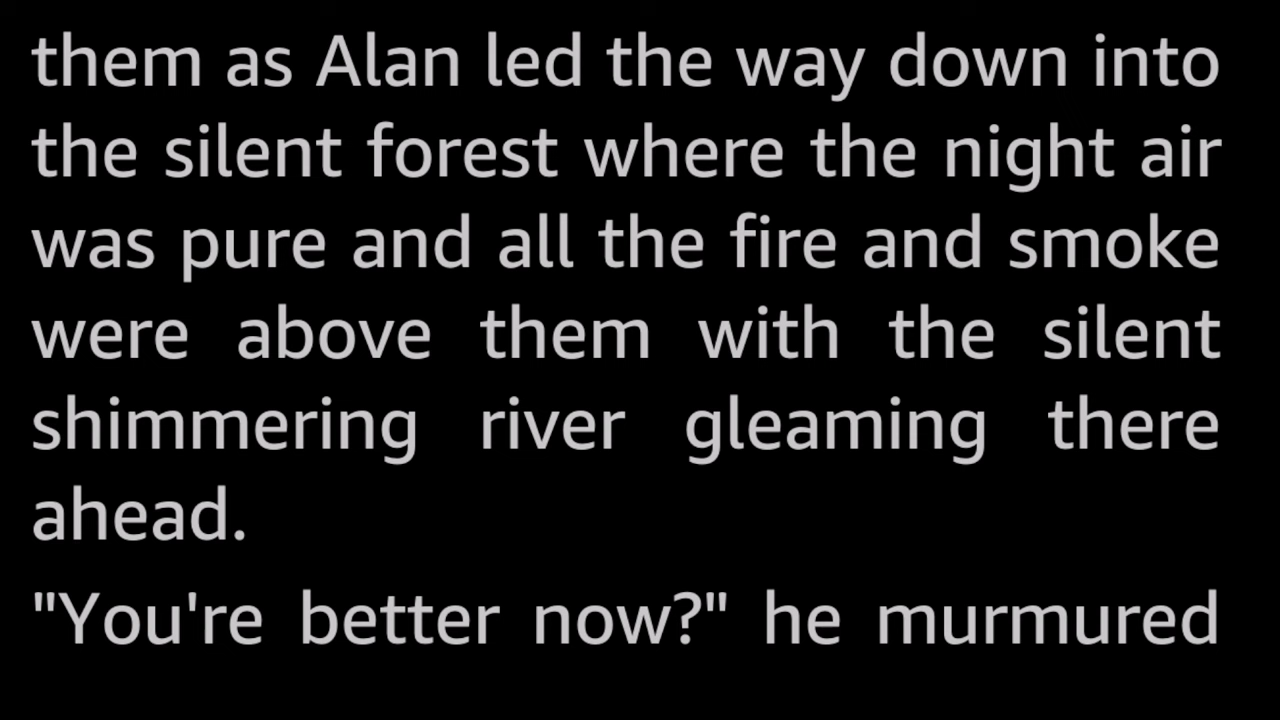 them as Alan led the way down into
the silent forest where the night air
was pure and all the fire and smoke
were above them with the silent
shimmering river gleaming there
ahead.
"You're better now?" he murmured